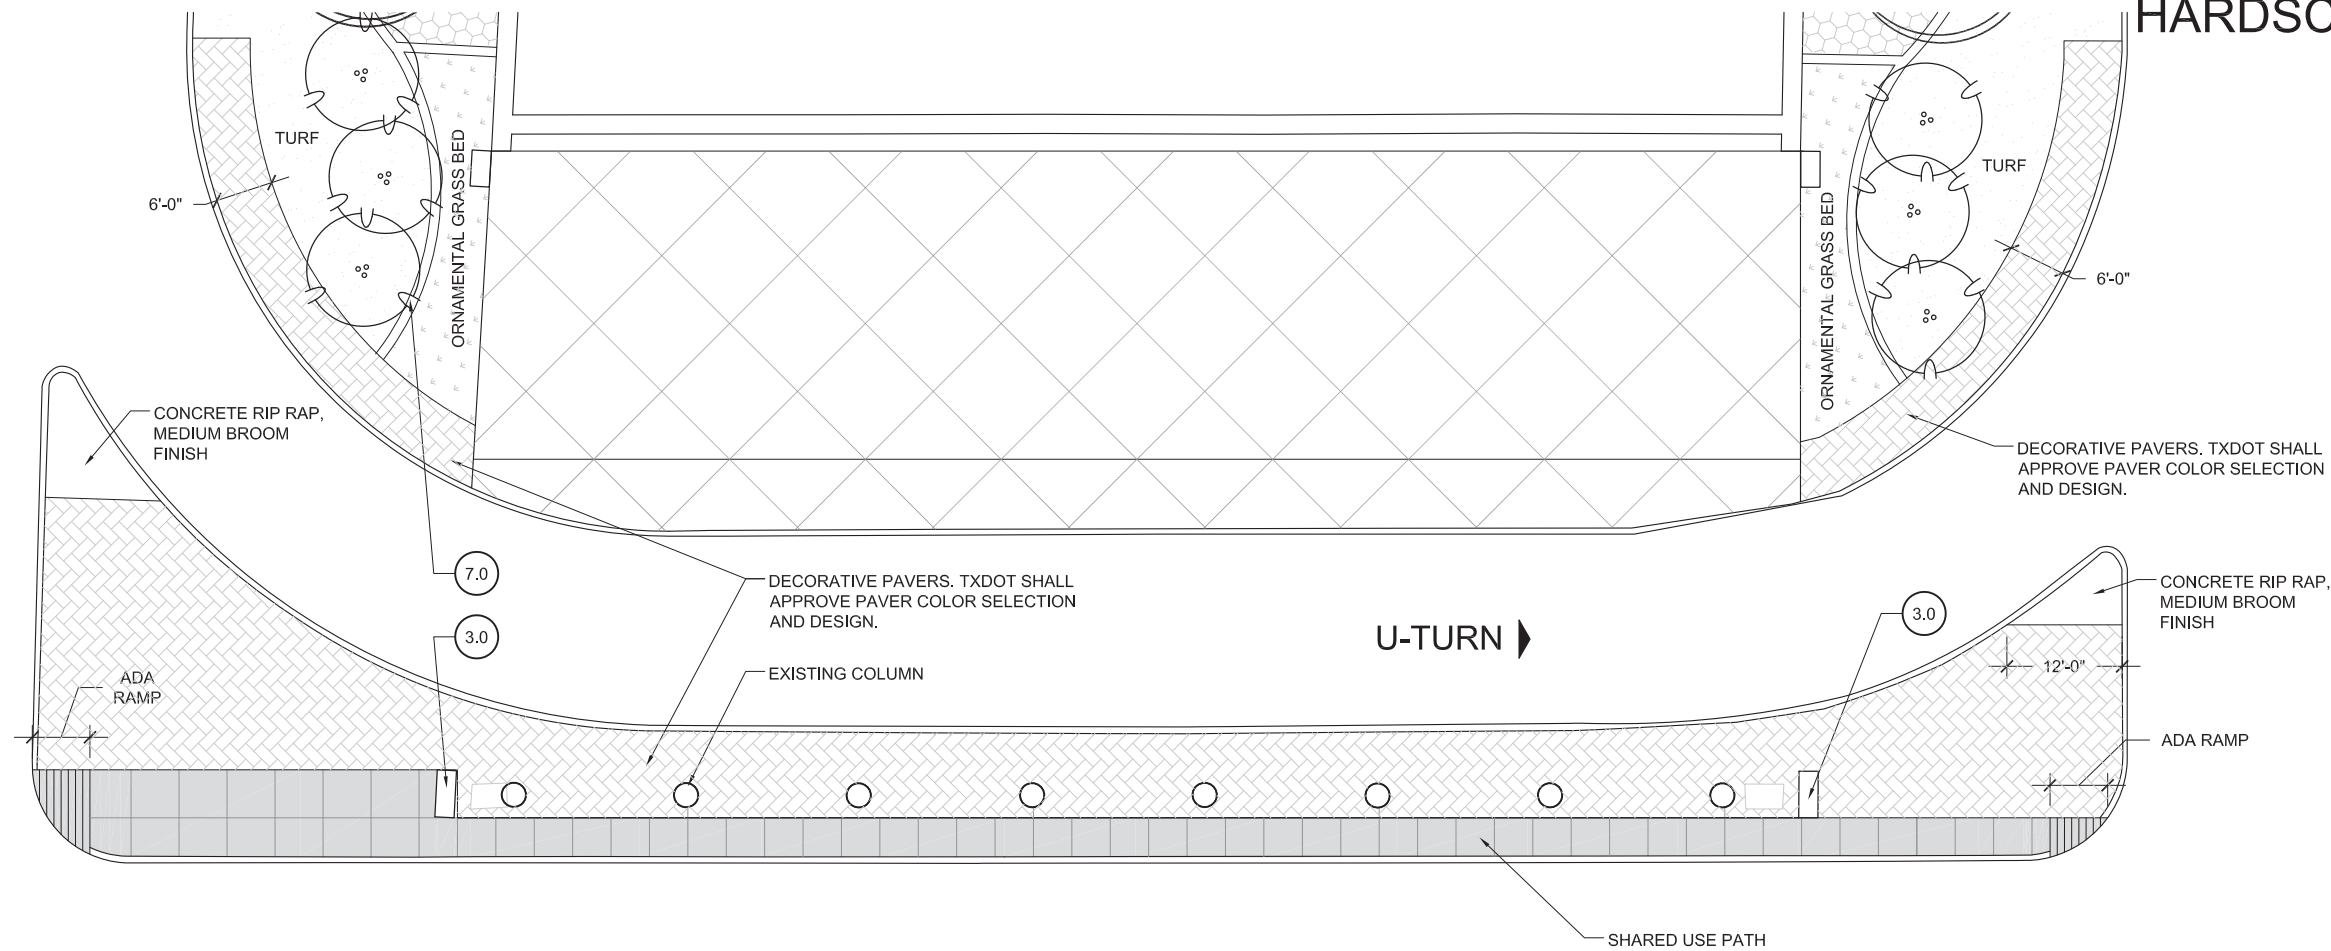 HARDSC
TURF
ORNAMENTAL GRASS BED
6'-0"
TURF
ORNAMENTAL GRASS BED
6'-0"
CONCRETE RIP RAP,
MEDIUM BROOM
FINISH
DECORATIVE PAVERS. TXDOT SHALL
APPROVE PAVER COLOR SELECTION
AND DESIGN.
7.0
DECORATIVE PAVERS. TXDOT SHALL
APPROVE PAVER COLOR SELECTION
AND DESIGN.
CONCRETE RIP RAP,
MEDIUM BROOM
FINISH
3.0
3.0
U-TURN
EXISTING COLUMN
12'-0"
ADA
RAMP
ADA RAMP
SHARED USE PATH